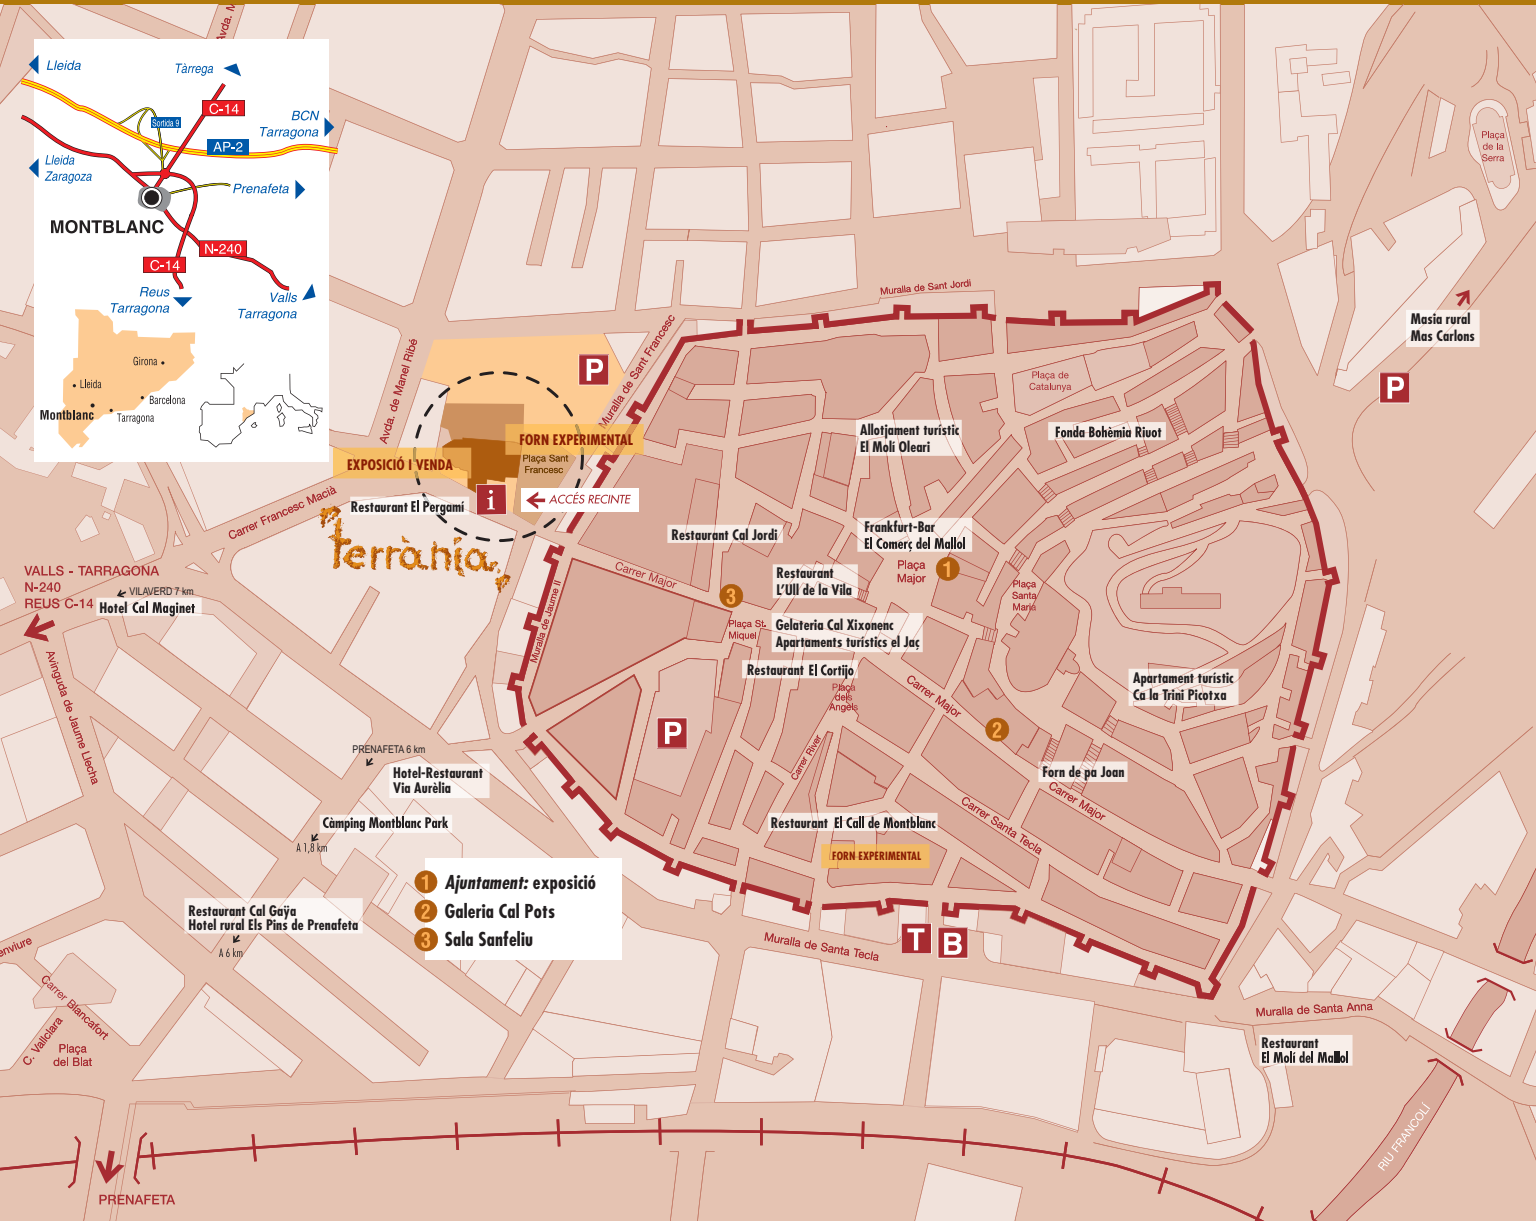 Avda. M
Lleida
Tàrrega
C-14
Sortida 9
BCN
Tarragona
AP-2
Lleida
Zaragoza
Prenafeta
MONTBLANC
N-240
C-14
Reus
Tarragona
Valls
Tarragona
Girona
Lleida
Barcelona
Montblanc
Tarragona
Plaça
de la
Serra
Muralla de Sant Jordi
Masia rural
Mas Carlons
P
P
Avda. de Manel Ribé
Muralla de Sant Francesc
Plaça de
Catalunya
Allotjament turístic
El Molí Oleari
Fonda Bohèmia Riuot
FORN EXPERIMENTAL
EXPOSICIÓ I VENDA
Plaça Sant
Francesc
i
ACCÉS RECINTE
Restaurant El Pergamí
Carrer Francesc Macià
terrània
Restaurant Cal Jordi
Frankfurt-Bar
El Comerç del Mallol
Plaça
Major
1
VALLS - TARRAGONA
N-240
REUS C-14
VILAVERD 7 km
Hotel Cal Maginet
Carrer Major
Muralla de Jaume II
3
Restaurant
L'Ull de la Vila
Plaça
Santa
Maria
Plaça St.
Miquel
Gelateria Cal Xixonenc
Apartaments turístics el Jaç
Restaurant El Cortijo
Plaça
dels
Àngels
Carrer Major
Apartament turístic
Ca la Trini Picotxa
Avinguda de Jaume Llecha
P
2
Carrer River
PRENAFETA 6 km
Hotel-Restaurant
Via Aurèlia
Forn de pa Joan
Carrer Major
Càmping Montblanc Park
A 1,8 km
Restaurant El Call de Montblanc
Carrer Santa Tecla
FORN EXPERIMENTAL
1 Ajuntament: exposició
2 Galeria Cal Pots
3 Sala Sanfeliu
Restaurant Cal Gaÿa
Hotel rural Els Pins de Prenafeta
A 6 km
enviure
Muralla de Santa Tecla
T
B
Carrer Blancafort
C. Vallclara
Plaça
del Blat
Muralla de Santa Anna
Restaurant
El Molí del Mallol
RIU FRANCOLÍ
PRENAFETA